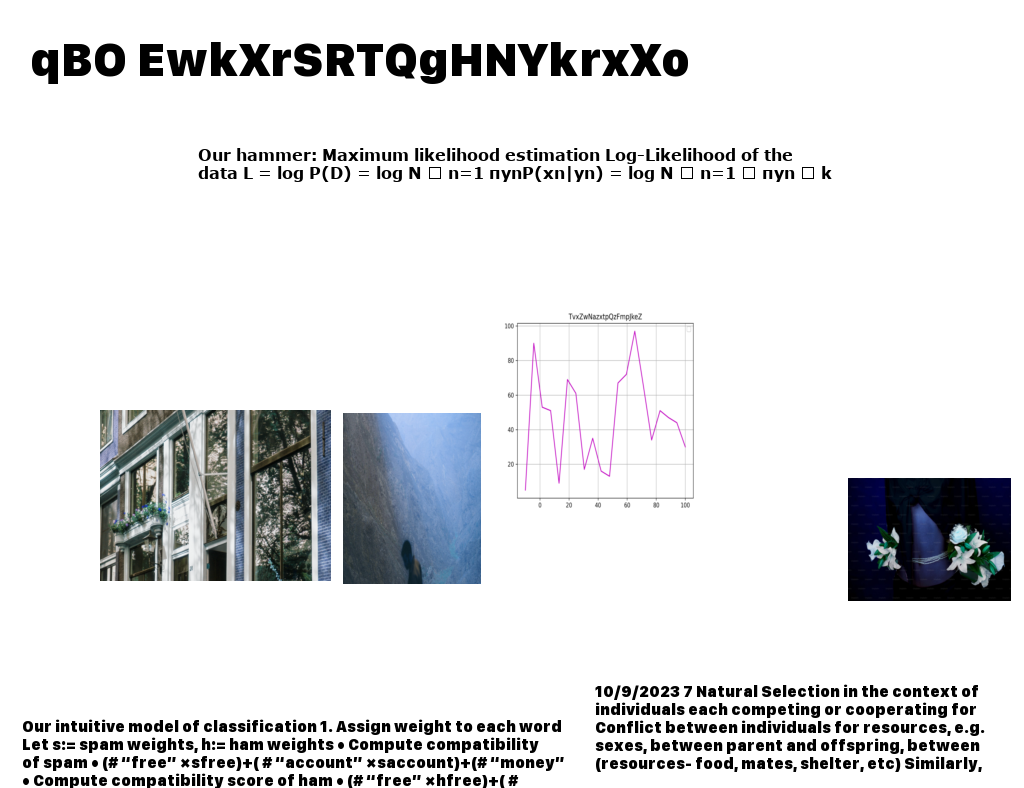 qBO EwkXrSRTQgHNYkrxXo
Our hammer: Maximum likelihood estimation Log-Likelihood of the
data L = log P(D) = log N □ n=1 πynP(xn|yn) = log N □ n=1 □ πyn □ k
TvxZwNazxtpQzFmpJkeZ
100
80
60
40
20
0 20 40 60 80 100
10/9/2023 7 Natural Selection in the context of
individuals each competing or cooperating for
Conflict between individuals for resources, e.g.
sexes, between parent and offspring, between
(resources- food, mates, shelter, etc) Similarly,
Our intuitive model of classification 1. Assign weight to each word
Let s:= spam weights, h:= ham weights • Compute compatibility
of spam • (# “free” ×sfree)+( # “account” ×saccount)+(# “money”
• Compute compatibility score of ham • (# “free” ×hfree)+( #